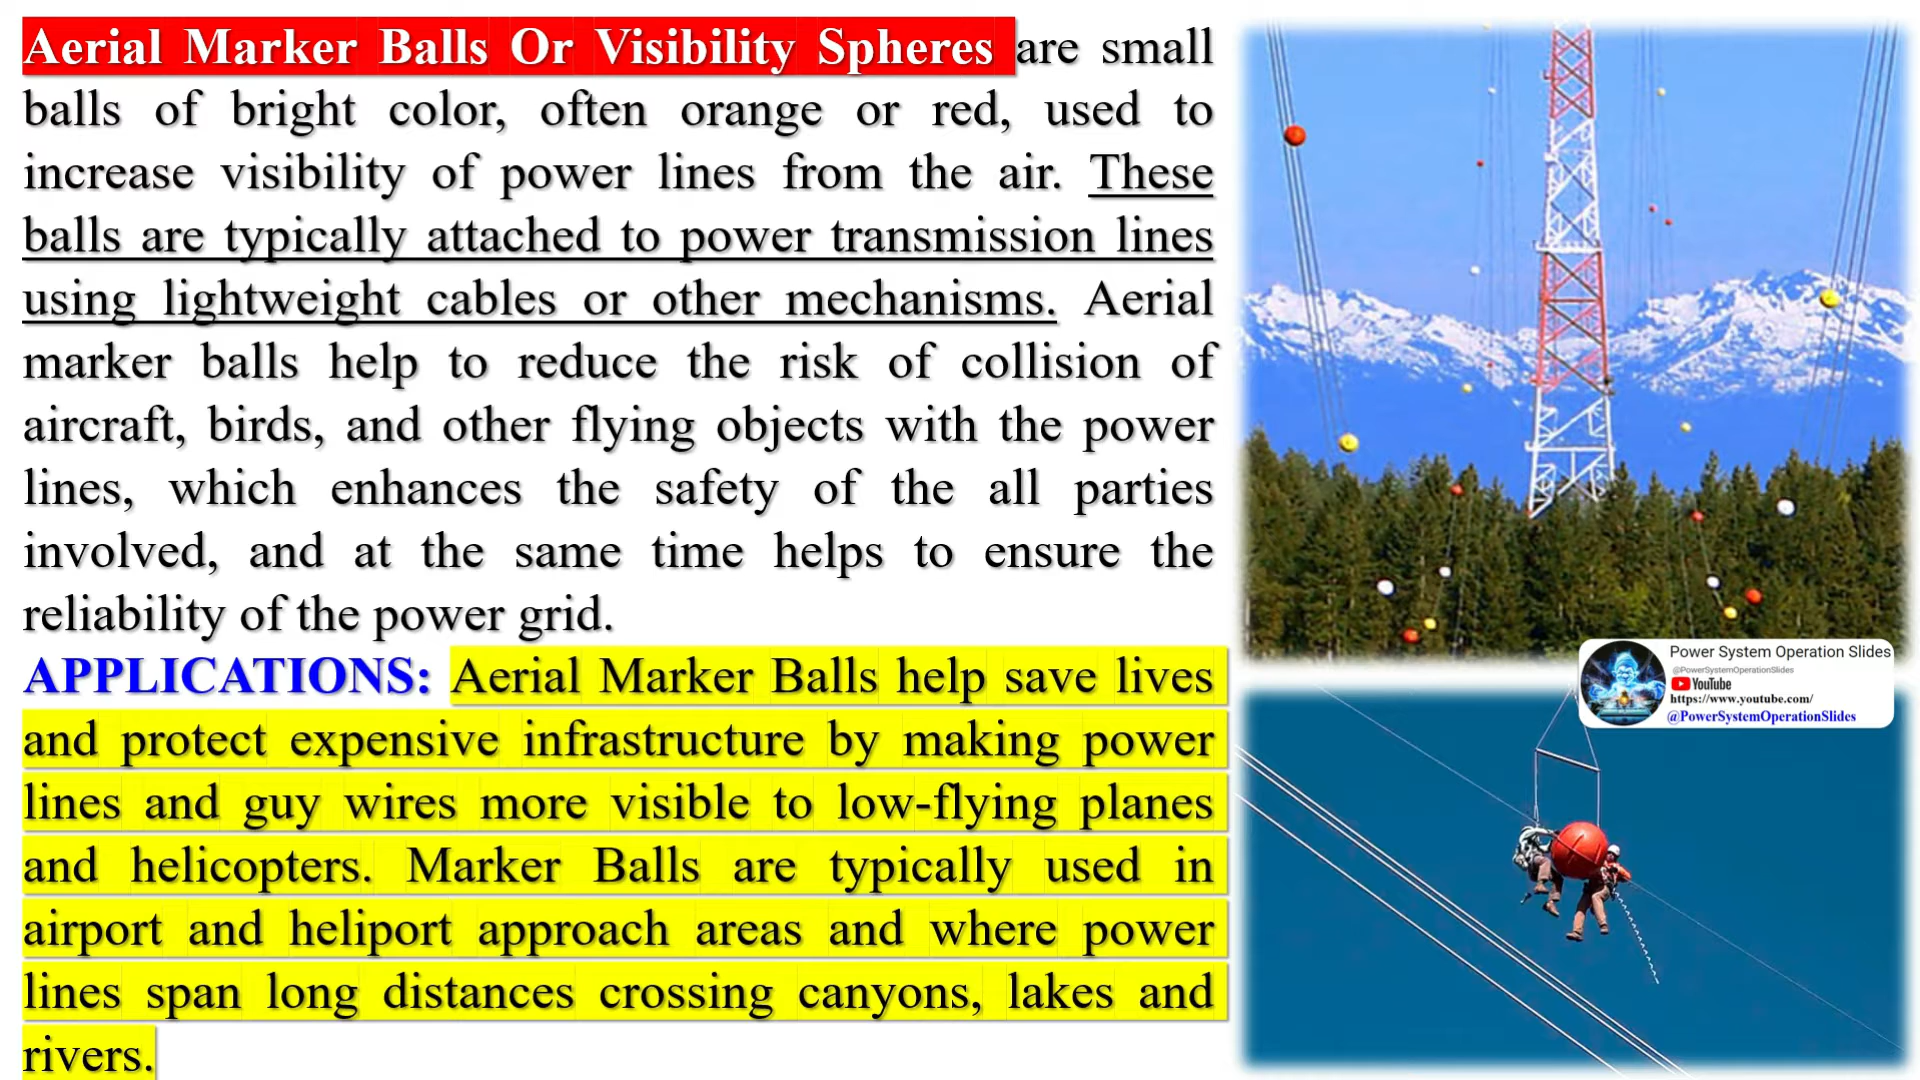 Aerial Marker Balls Or Visibility Spheres are small
balls of bright color, often orange or red, used to
increase visibility of power lines from the air. These
balls are typically attached to power transmission lines
using lightweight cables or other mechanisms. Aerial
marker balls help to reduce the risk of collision of
aircraft, birds, and other flying objects with the power
lines, which enhances the safety of the all parties
involved, and at the same time helps to ensure the
reliability of the power grid.
APPLICATIONS: Aerial Marker Balls help save lives
and protect expensive infrastructure by making power
lines and guy wires more visible to low-flying planes
and helicopters. Marker Balls are typically used in
airport and heliport approach areas and where power
lines span long distances crossing canyons, lakes and
rivers.
Power System Operation Slides
@PowerSystemOperationSlides
YouTube
https://www.youtube.com/
@PowerSystemOperationSlides